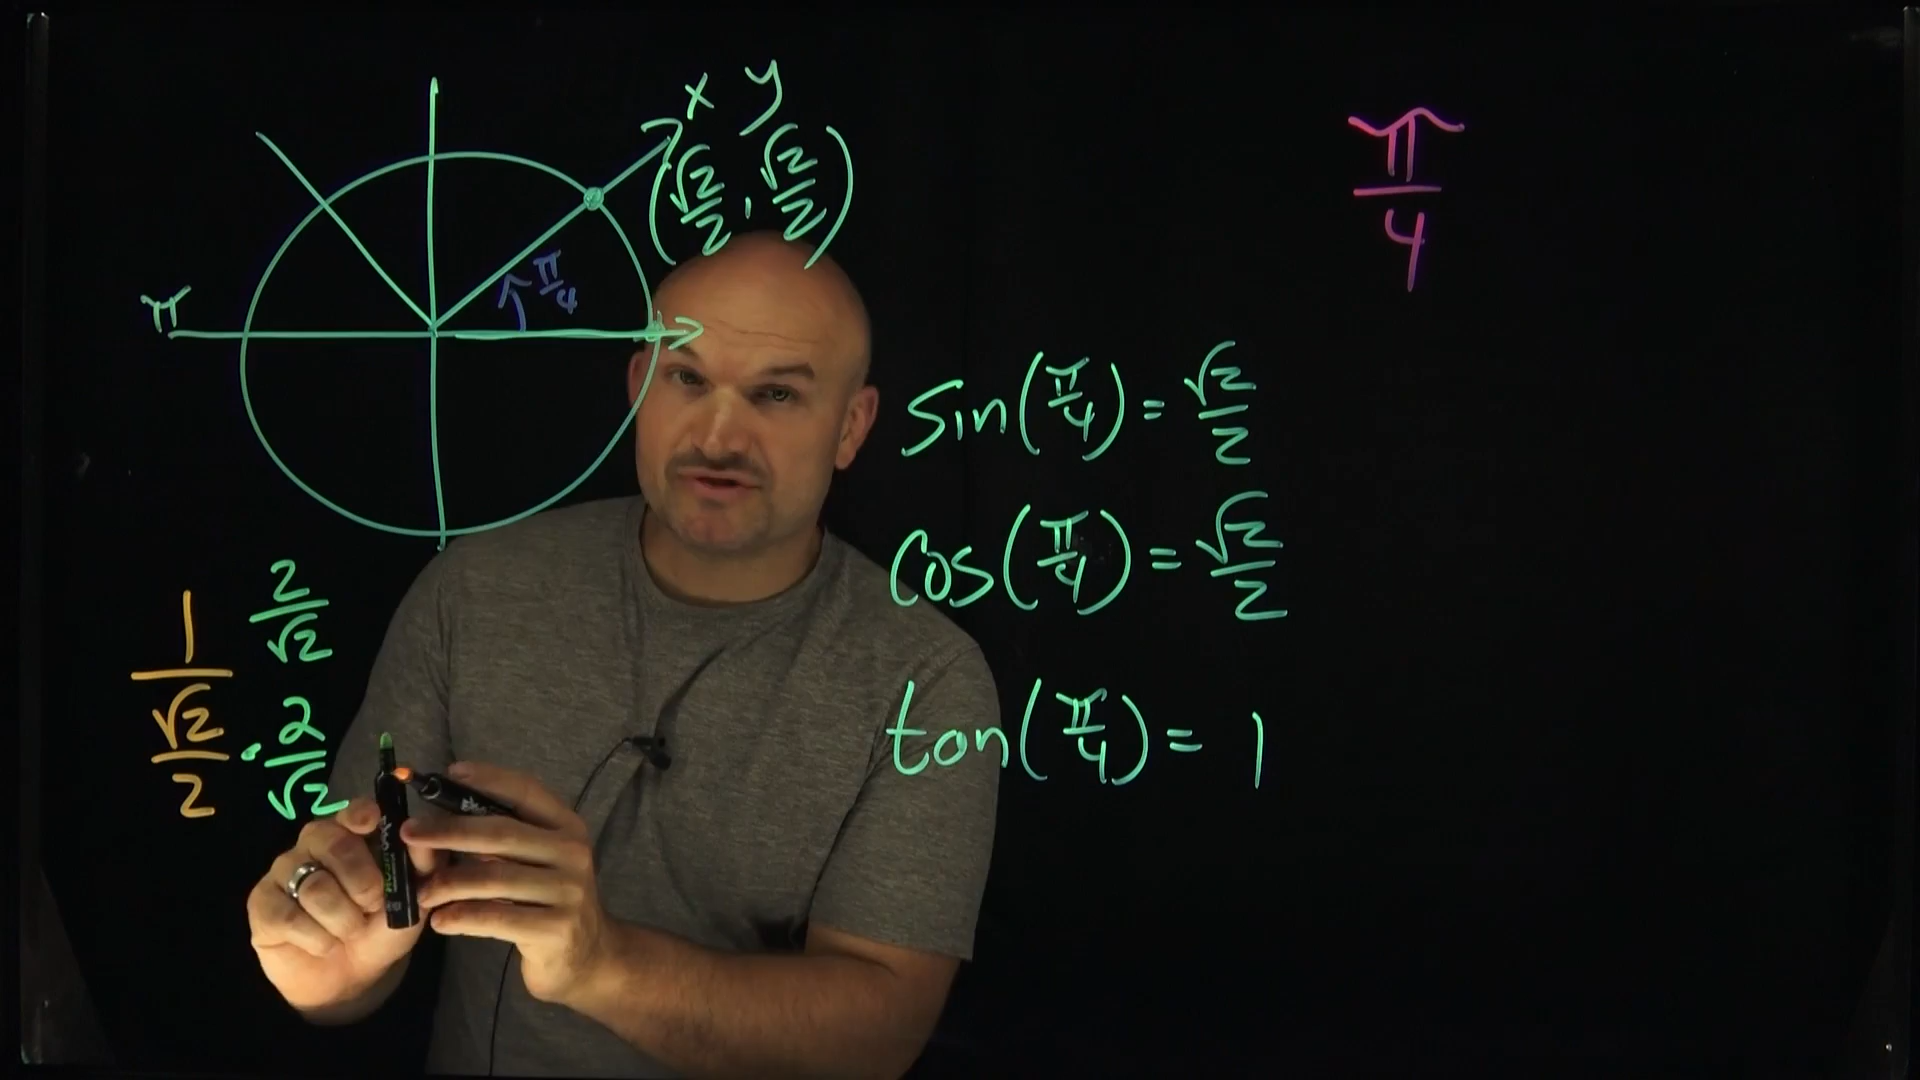 x y
(√2/2, √2/2)
π/4
π
π/4
sin(π/4) = √2/2
cos(π/4) = √2/2
tan(π/4) = 1
1/(√2/2) · 2/√2 / 2/√2